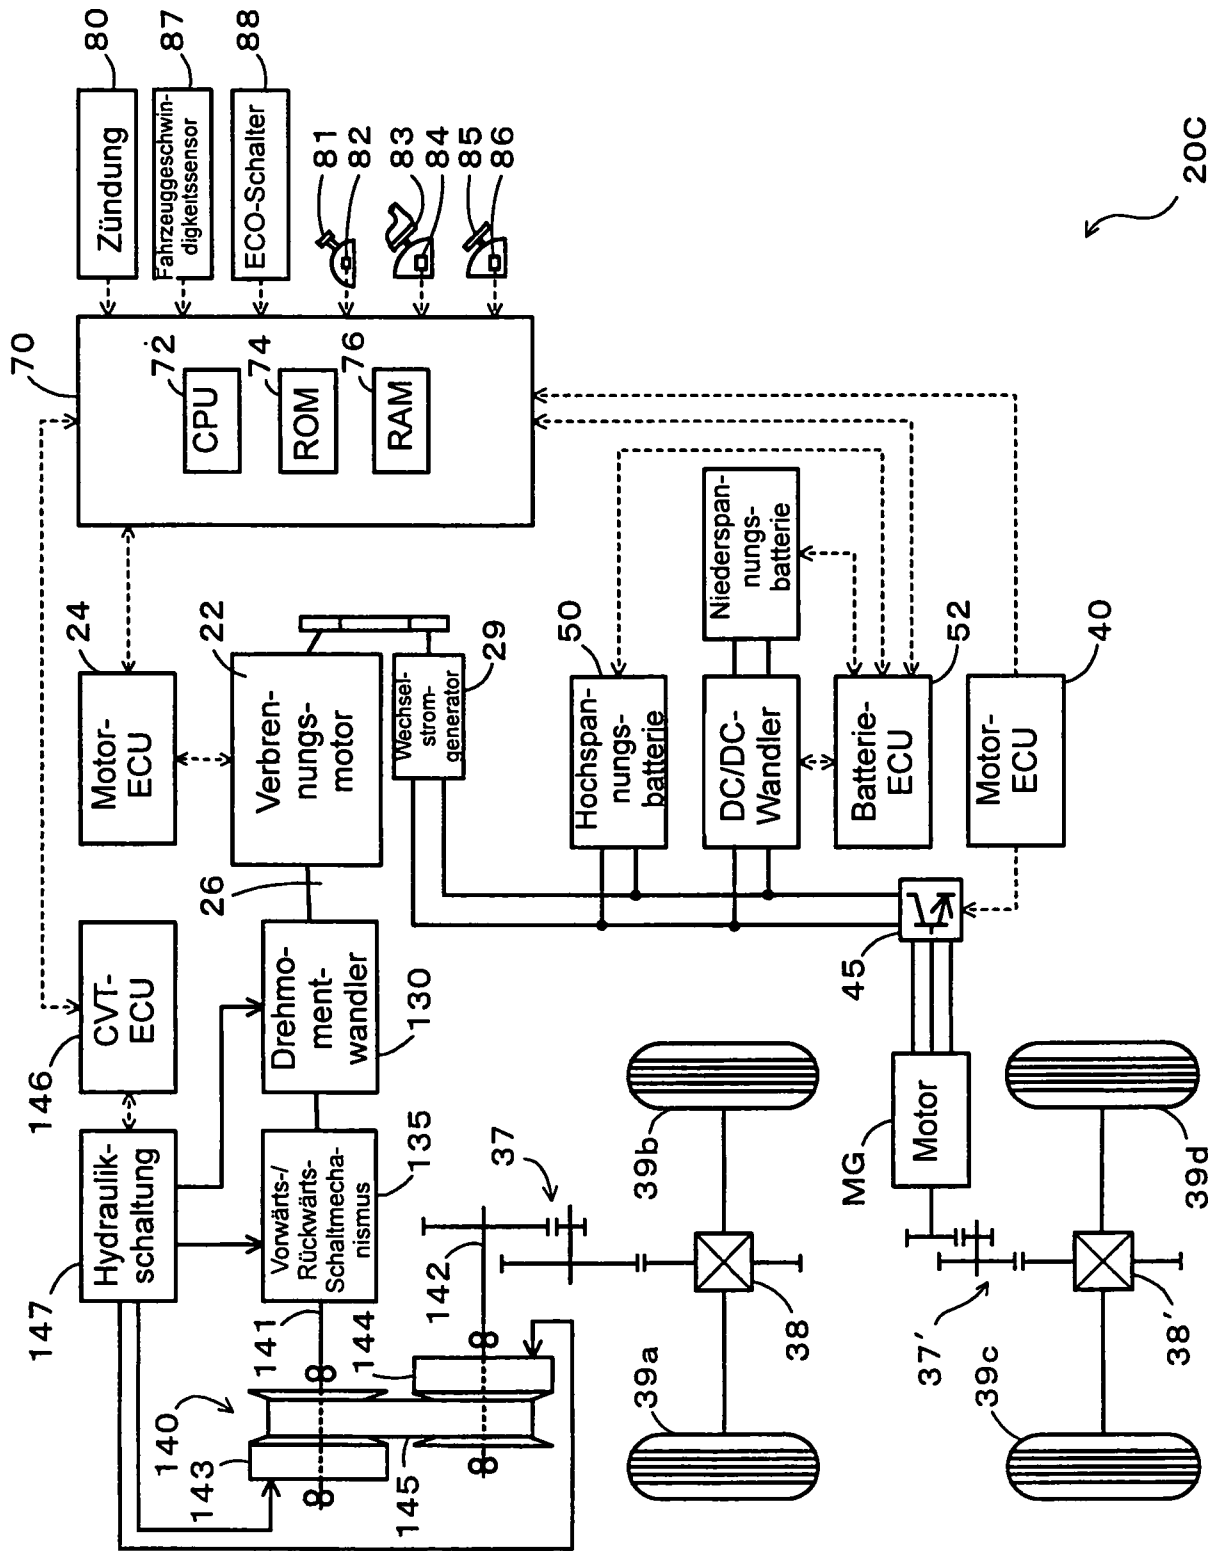 80
Zündung
87
Fahrzeuggeschwin-
digkeitssensor
88
ECO-Schalter
81
82
83
84
85
86
20C
70
72
CPU
74
ROM
76
RAM
24
Motor-
ECU
22
Verbren-
nungs-
motor
29
Wechsel-
strom-
generator
50
Hochspan-
nungs-
batterie
Niederspan-
nungs-
batterie
DC/DC-
Wandler
52
Batterie-
ECU
40
Motor-
ECU
26
45
146
CVT-
ECU
130
Drehmo-
ment-
wandler
147
Hydraulik-
schaltung
135
Vorwärts-/
Rückwärts-
Schaltmecha-
nismus
37
141
142
144
140
143
145
39b
38
39a
MG
Motor
39d
37'
38'
39c